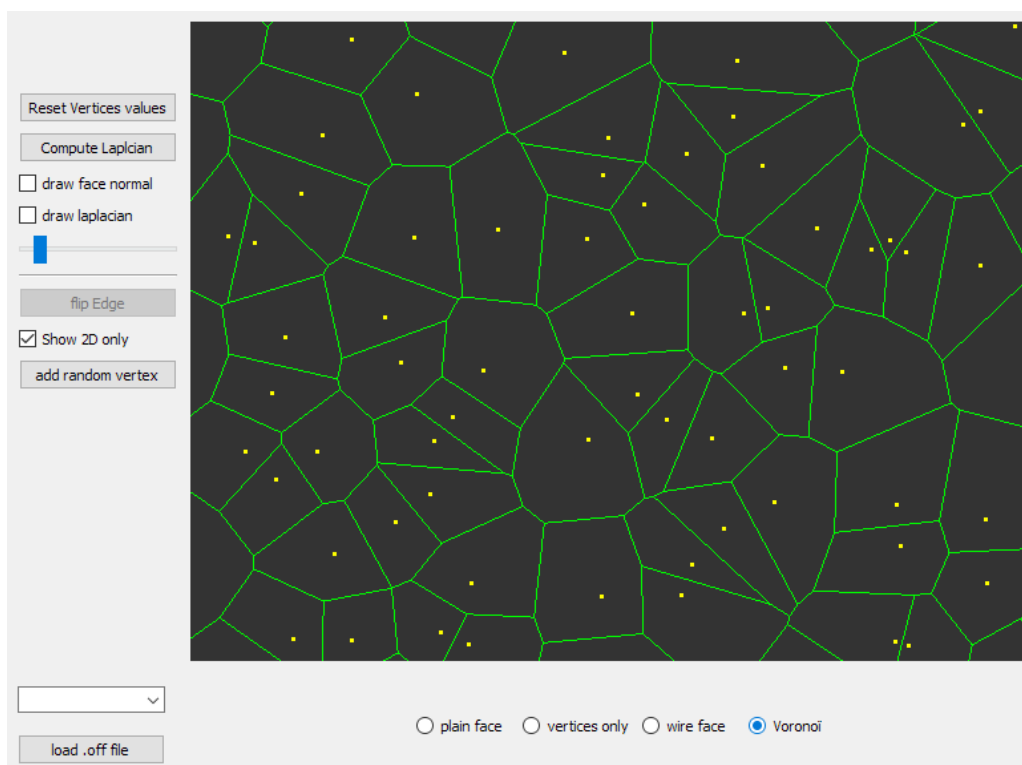 Reset Vertices values
Compute Laplcian
draw face normal
draw laplacian
flip Edge
Show 2D only
add random vertex
plain face
vertices only
wire face
Voronoï
load .off file